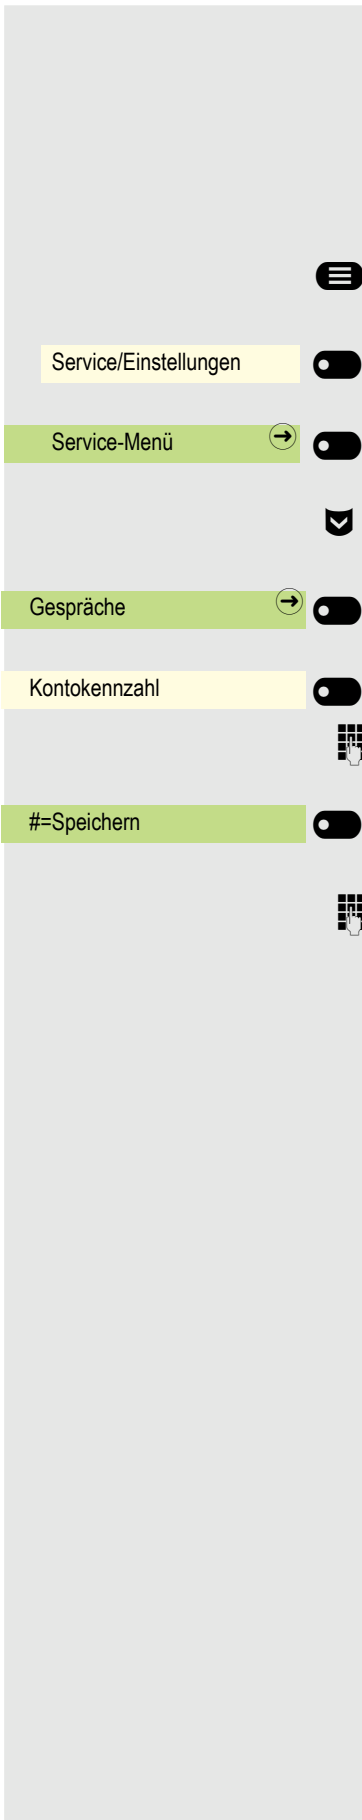 Service/Einstellungen
Service-Menü
Gespräche
Kontokennzahl
#=Speichern